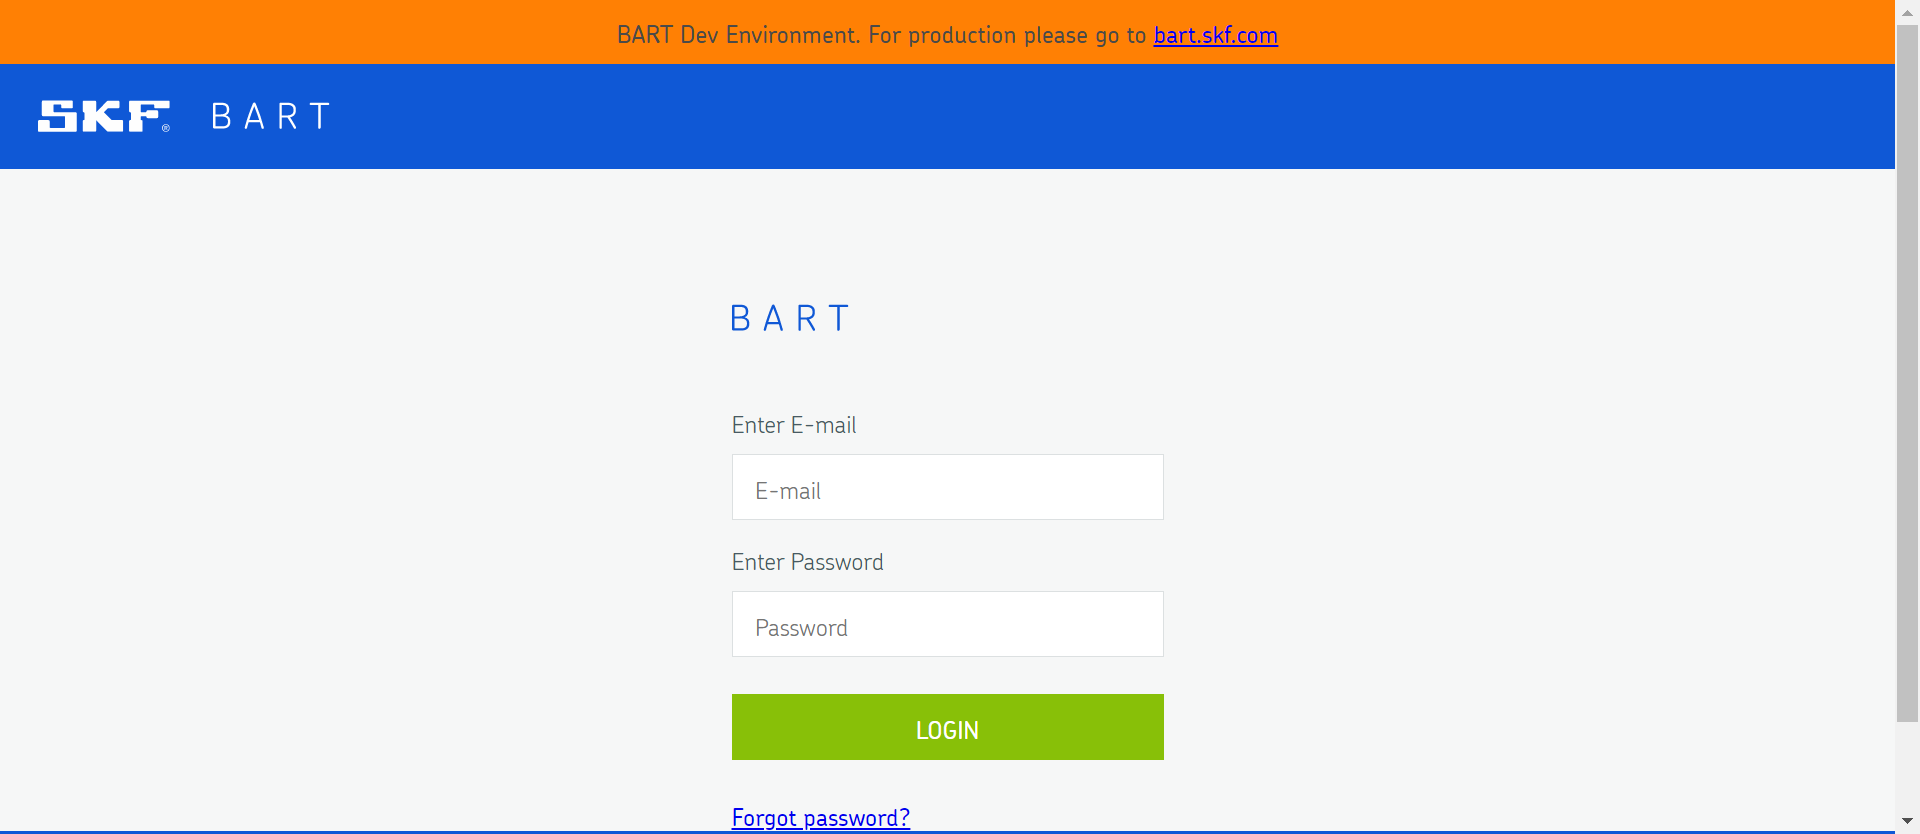 BART Dev Environment. For production please go to bart.skf.com
SKF® BART
BART
Enter E-mail
E-mail
Enter Password
Password
LOGIN
Forgot password?